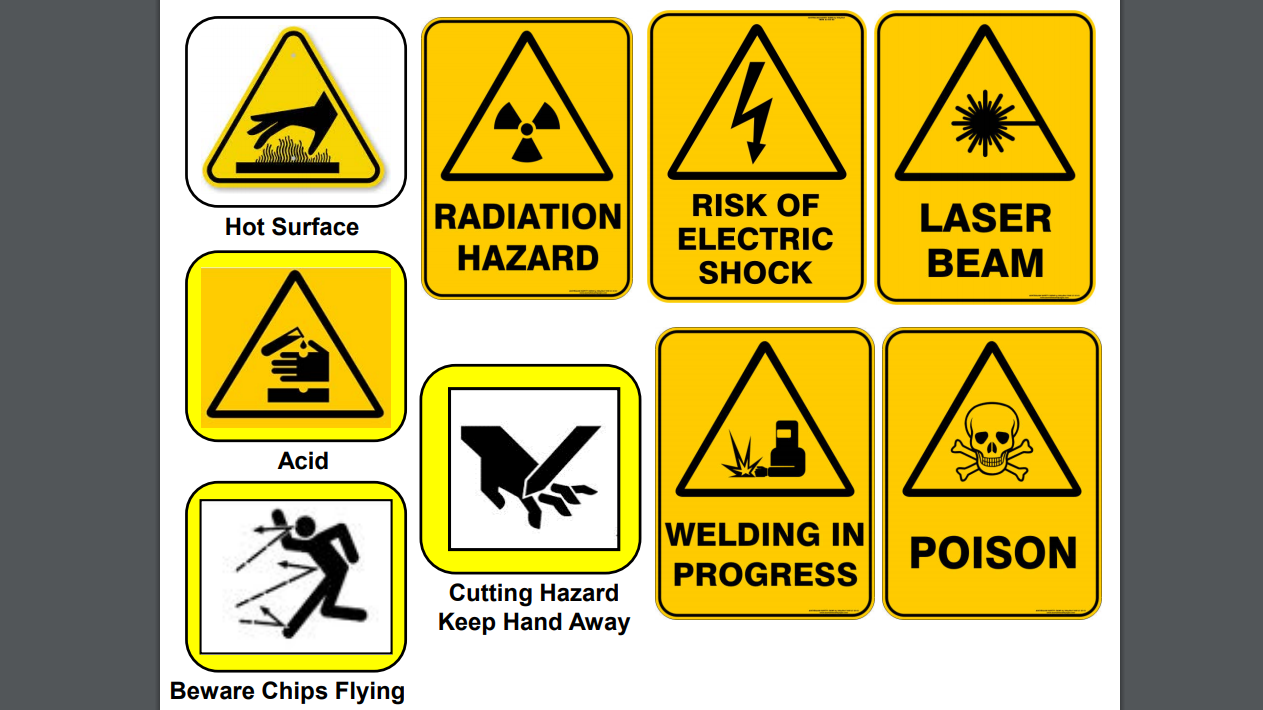 Hot Surface
RADIATION
HAZARD
RISK OF
ELECTRIC
SHOCK
LASER
BEAM
Acid
Beware Chips Flying
Cutting Hazard
Keep Hand Away
WELDING IN
PROGRESS
POISON